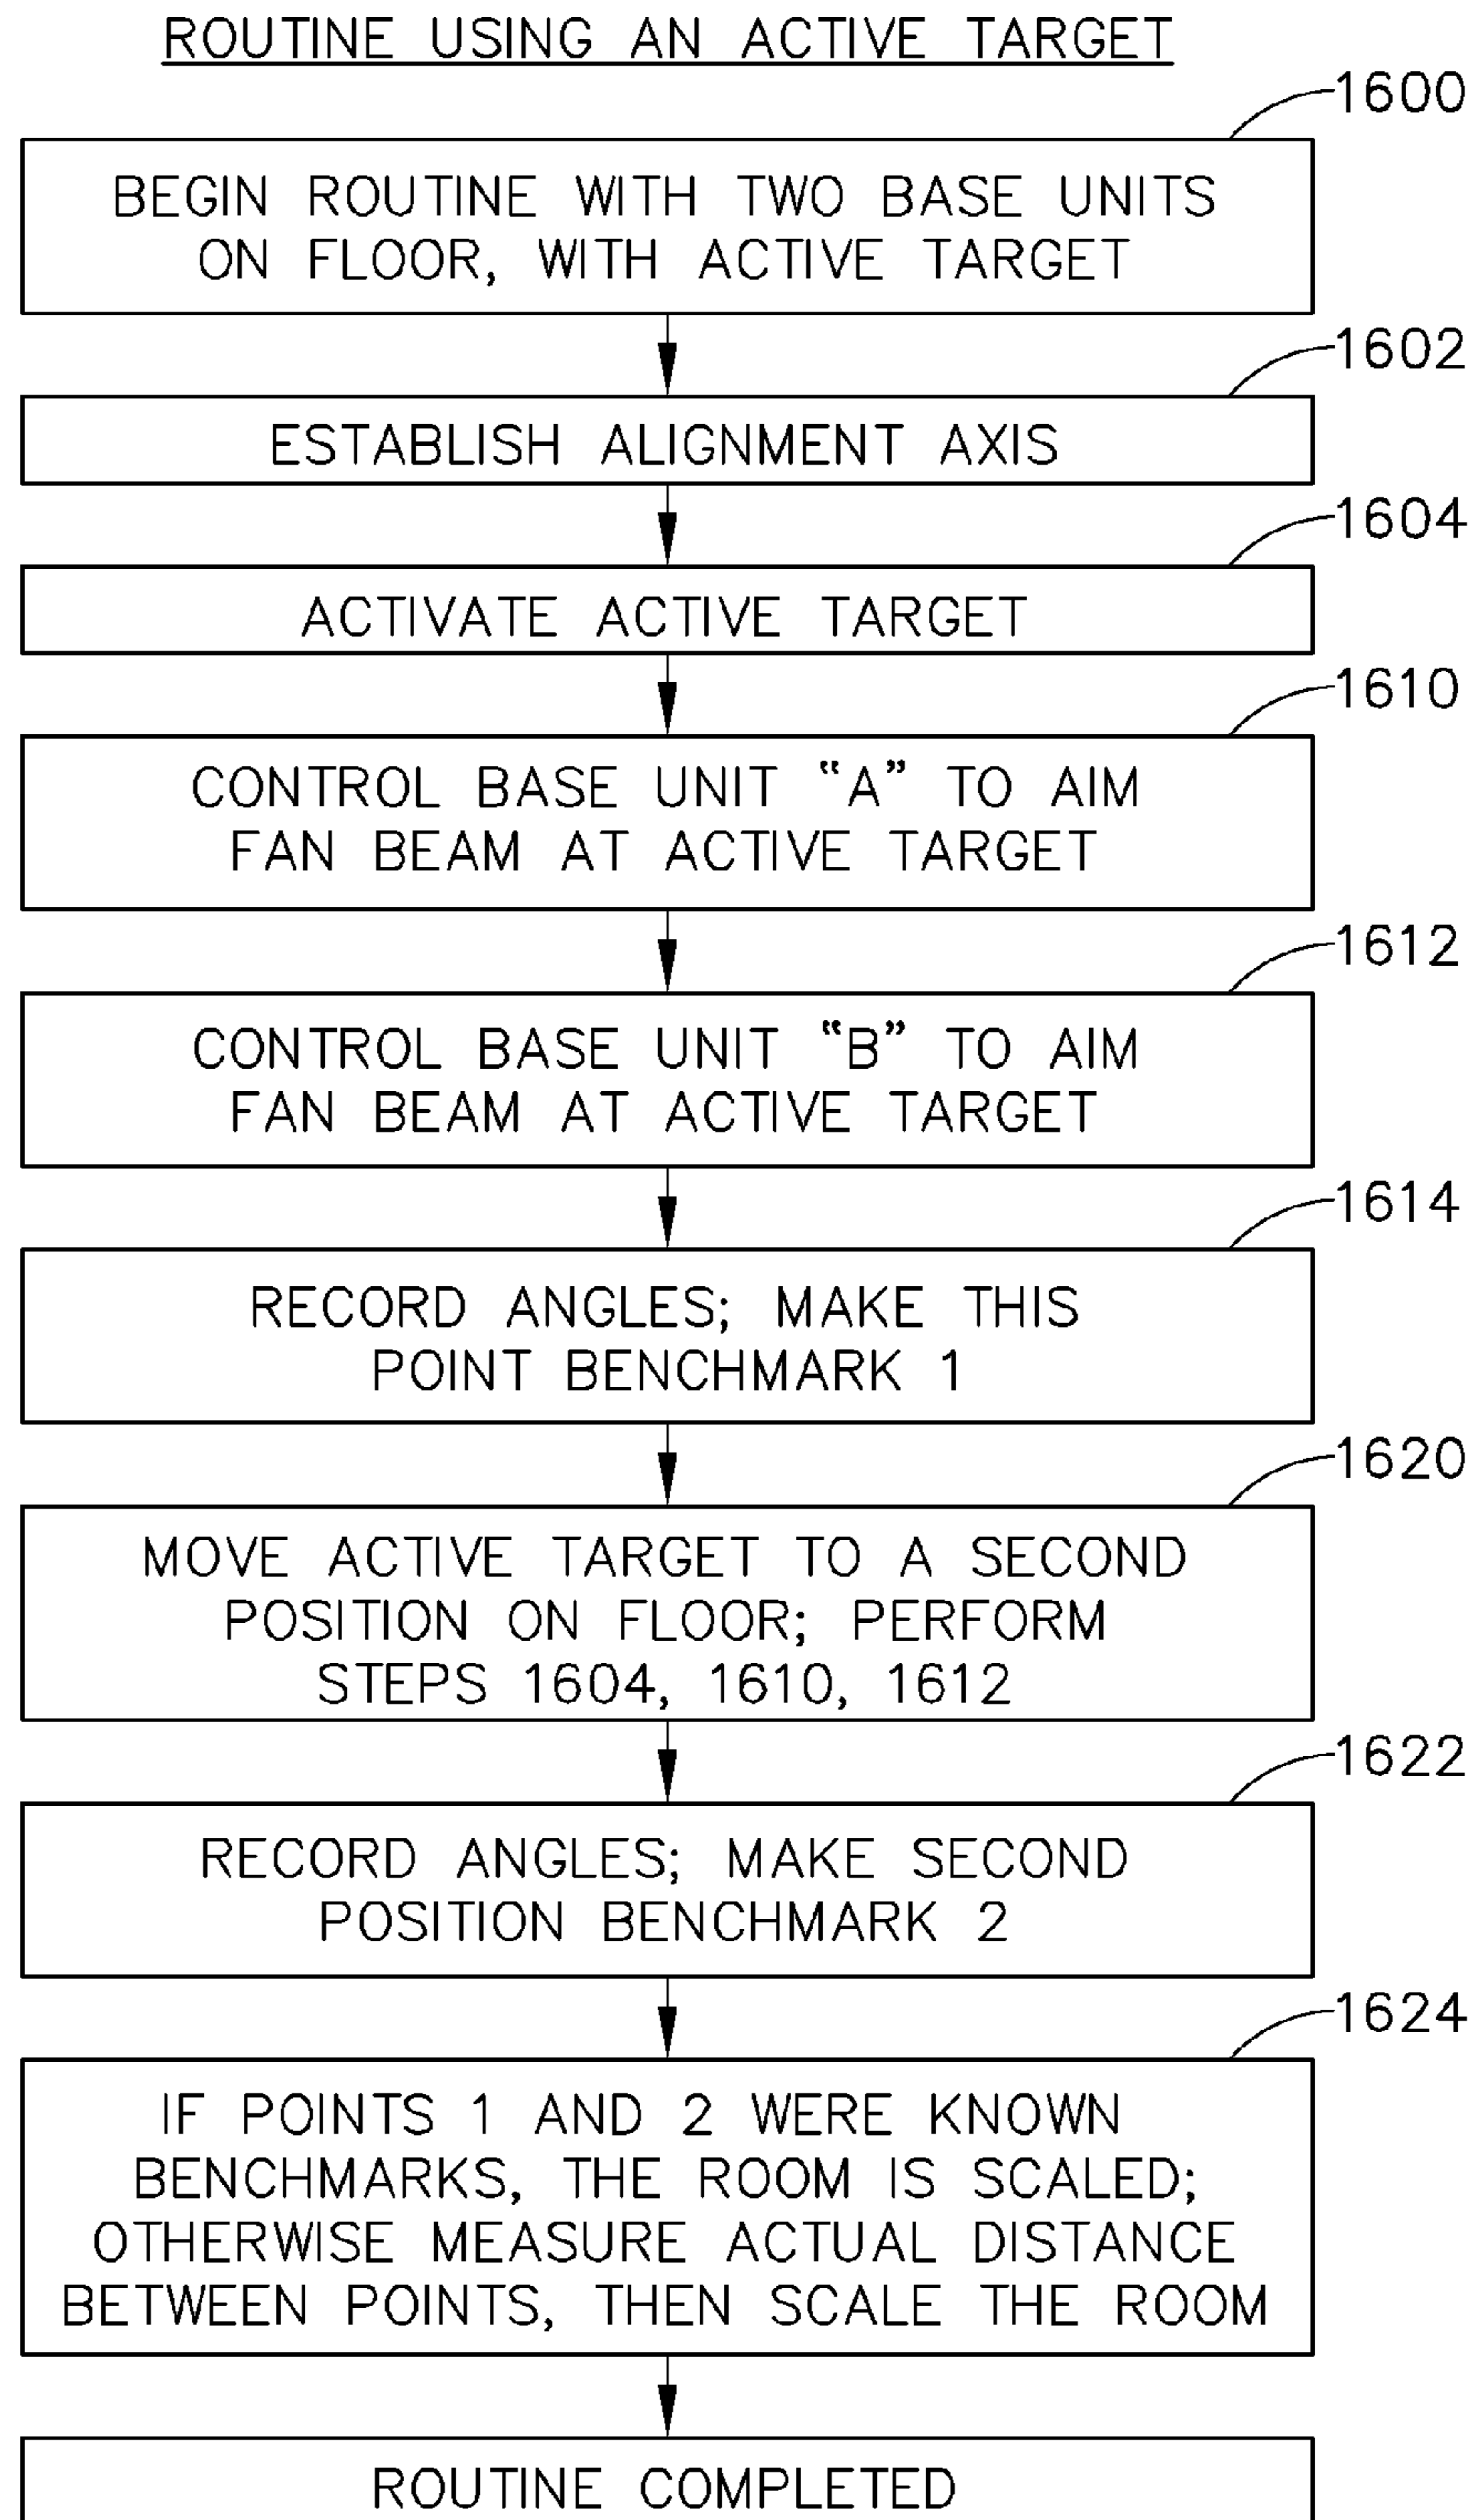 ROUTINE USING AN ACTIVE TARGET
1600
BEGIN ROUTINE WITH TWO BASE UNITS
ON FLOOR, WITH ACTIVE TARGET
1602
ESTABLISH ALIGNMENT AXIS
1604
ACTIVATE ACTIVE TARGET
1610
CONTROL BASE UNIT “A” TO AIM
FAN BEAM AT ACTIVE TARGET
1612
CONTROL BASE UNIT “B” TO AIM
FAN BEAM AT ACTIVE TARGET
1614
RECORD ANGLES; MAKE THIS
POINT BENCHMARK 1
1620
MOVE ACTIVE TARGET TO A SECOND
POSITION ON FLOOR; PERFORM
STEPS 1604, 1610, 1612
1622
RECORD ANGLES; MAKE SECOND
POSITION BENCHMARK 2
1624
IF POINTS 1 AND 2 WERE KNOWN
BENCHMARKS, THE ROOM IS SCALED;
OTHERWISE MEASURE ACTUAL DISTANCE
BETWEEN POINTS, THEN SCALE THE ROOM
ROUTINE COMPLETED